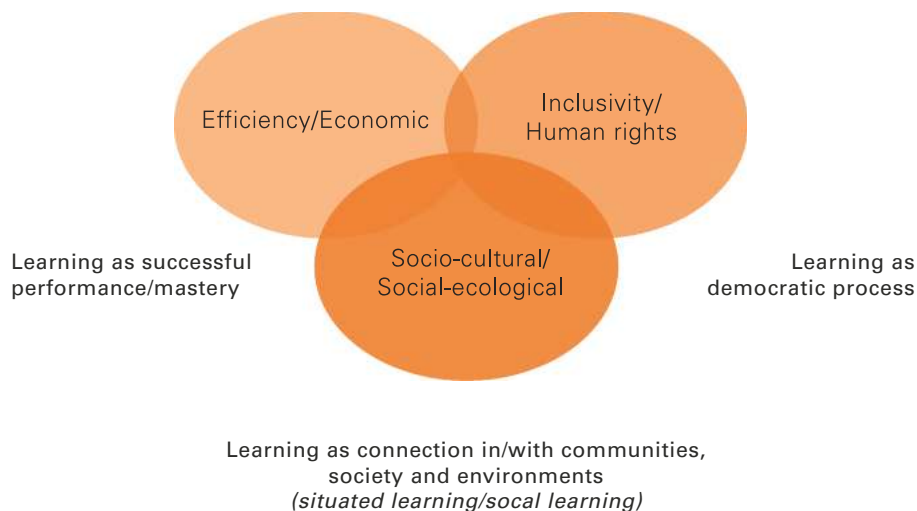 Efficiency/Economic
Inclusivity/
Human rights
Socio-cultural/
Social-ecological
Learning as successful
performance/mastery
Learning as
democratic process
Learning as connection in/with communities,
society and environments
(situated learning/socal learning)